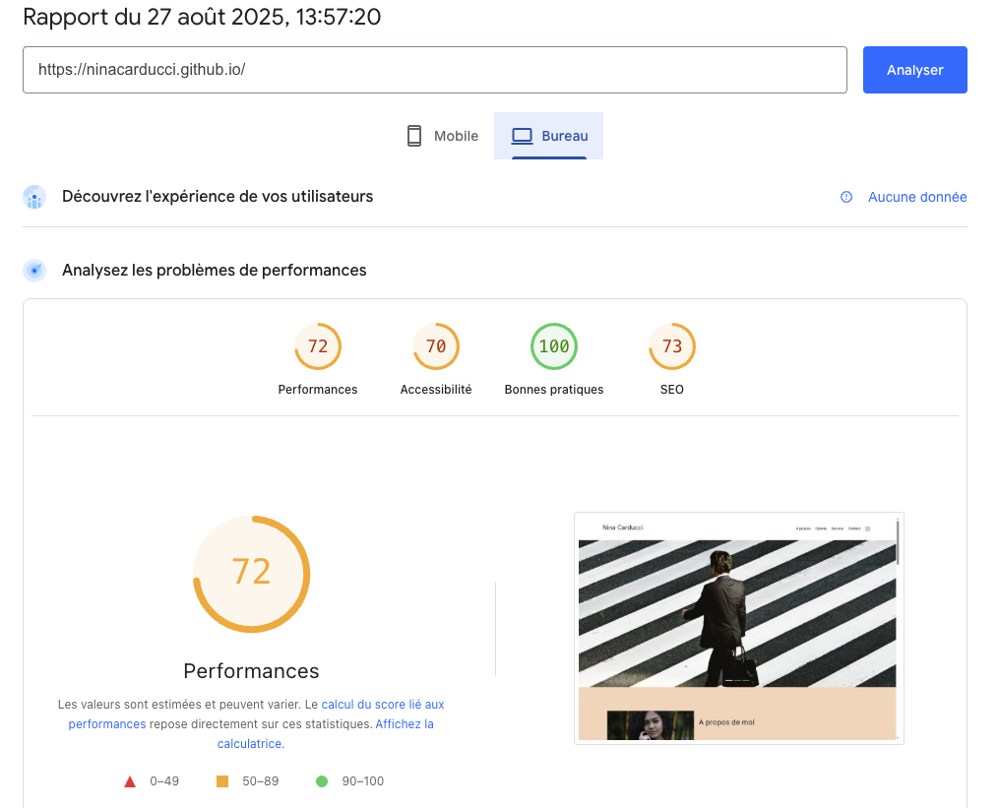 Rapport du 27 août 2025, 13:57:20
https://ninacarducci.github.io/
Analyser
Mobile
Bureau
Découvrez l'expérience de vos utilisateurs
Aucune donnée
Analysez les problèmes de performances
72
70
100
73
Performances
Accessibilité
Bonnes pratiques
SEO
72
Performances
Les valeurs sont estimées et peuvent varier. Le calcul du score lié aux
performances repose directement sur ces statistiques. Affichez la
calculatrice.
0–49
50–89
90–100
Nina Carducci
A propos Galerie Service Contact
A propos de moi